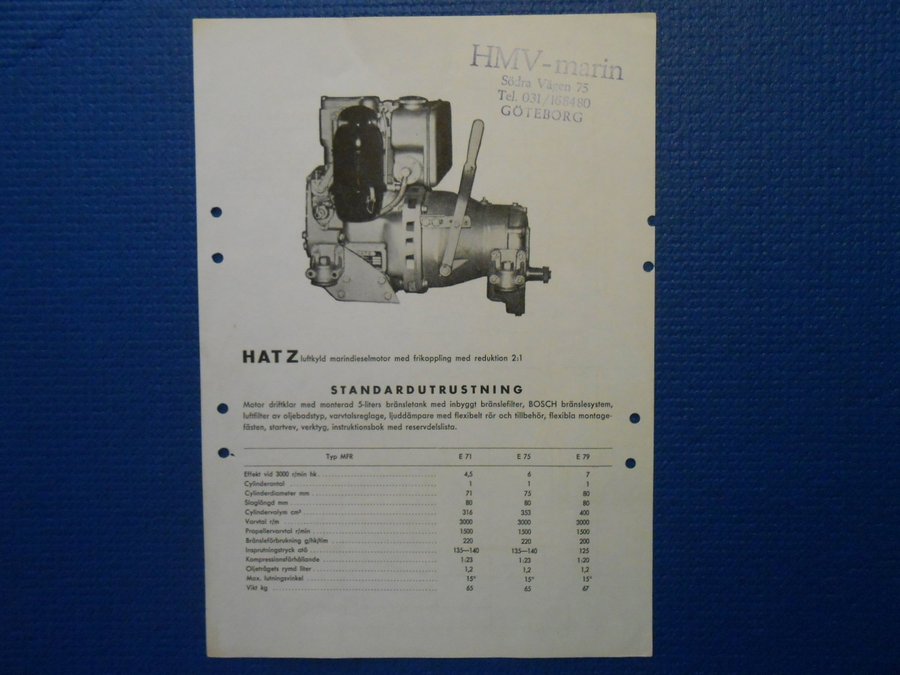 HMV-marin
Södra Vägen 75
Tel. 031/168480
GÖTEBORG
HATZ luftkyld marindieselmotor med frikoppling med reduktion 2:1
STANDARDUTRUSTNING
Motor driftklar med monterad 5-liters bränsletank med inbyggt bränslefilter, BOSCH bränslesystem,
luftfilter av oljebadstyp, varvtalsreglage, ljuddämpare med flexibelt rör och tillbehör, flexibla montage-
fästen, startvev, verktyg, instruktionsbok med reservdelslista.
Typ MFR E 71 E 75 E 79
Effekt vid 3000 r/min hk 4,5 6 7
Cylinderantal 1 1 1
Cylinderdiameter mm 71 75 80
Slaglängd mm 80 80 80
Cylindervolym cm³ 316 353 400
Varvtal r/m 3000 3000 3000
Propellervarvtal r/min 1500 1500 1500
Bränsleförbrukning g/hk/tim 220 220 200
Insprutningstryck atö 135—140 135—140 125
Kompressionsförhållande 1:23 1:23 1:20
Oljetrågets rymd liter 1,2 1,2 1,2
Max. lutningsvinkel 15° 15° 15°
Vikt kg 65 65 67